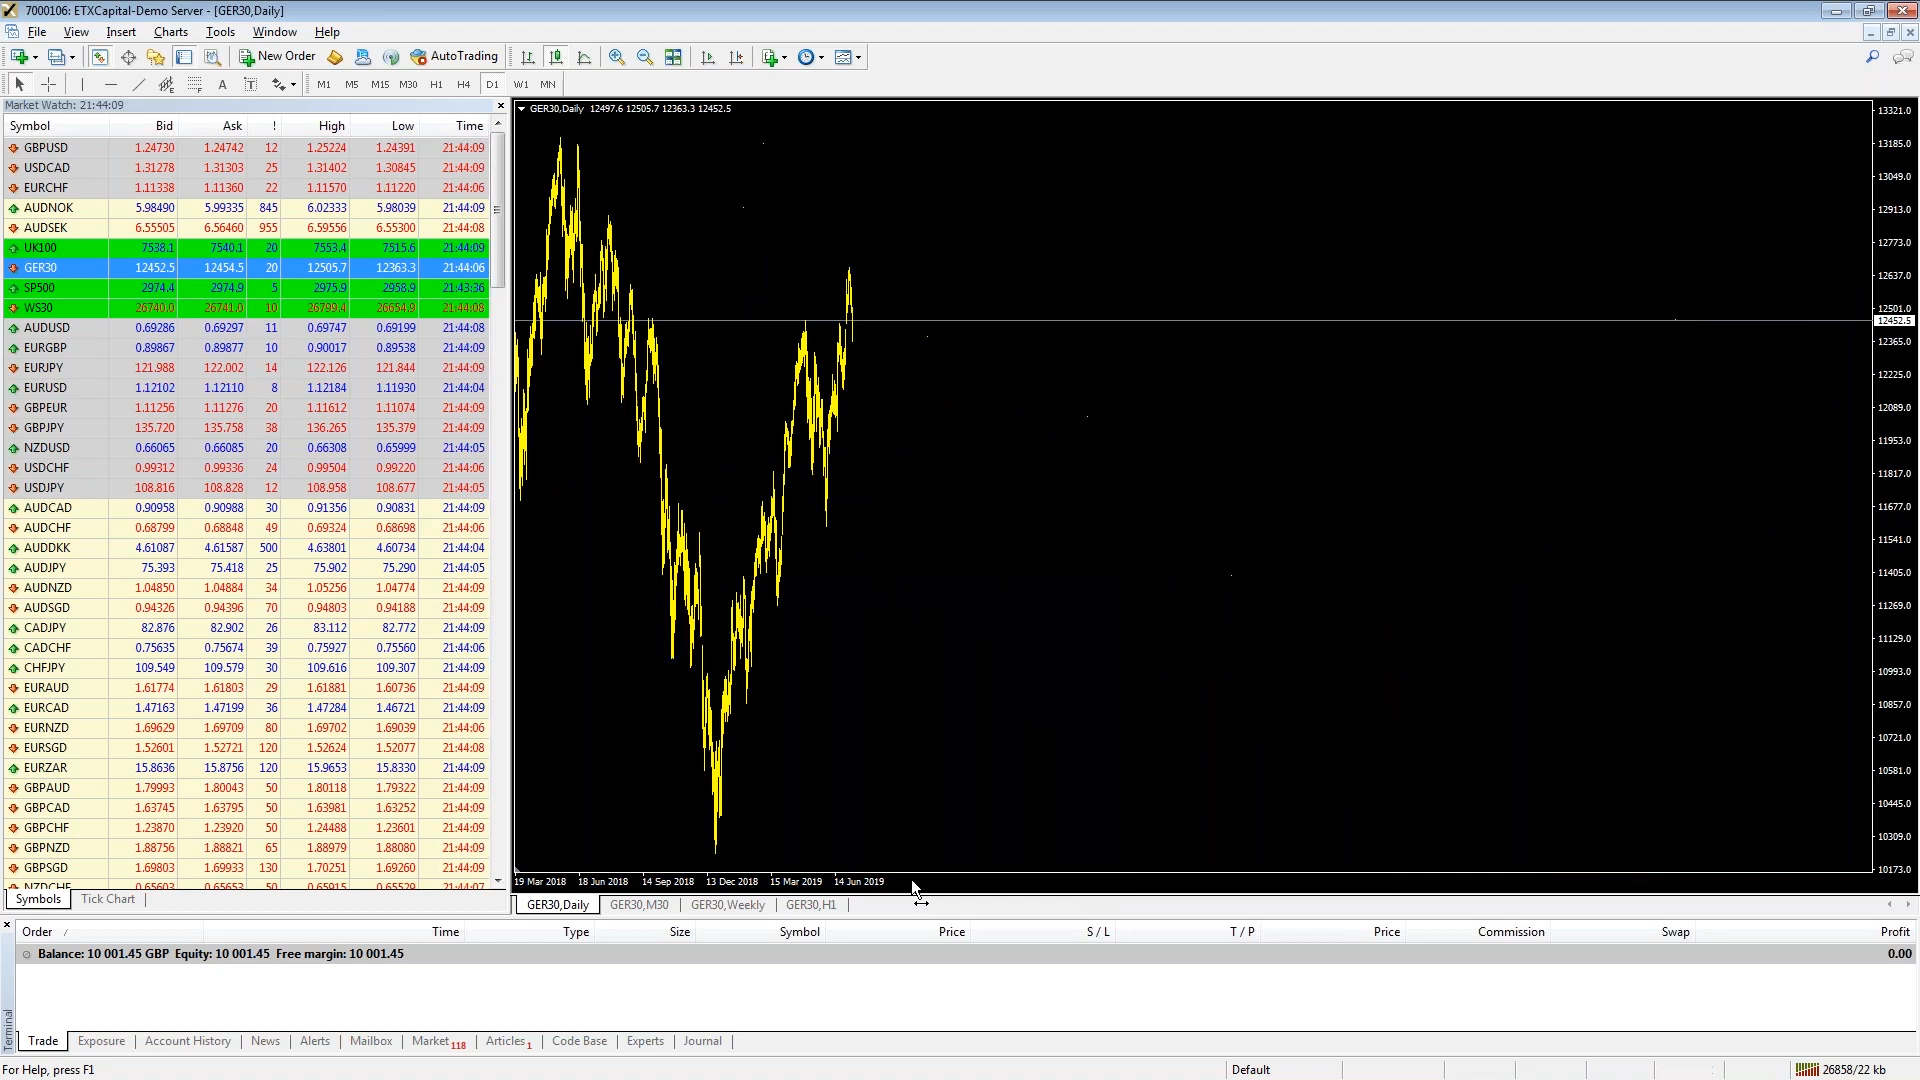 7000106: ETXCapital-Demo Server - [GER30,Daily]
File View Insert Charts Tools Window Help
New Order AutoTrading
M1 M5 M15 M30 H1 H4 D1 W1 MN
Market Watch: 21:44:09
Symbol Bid Ask ! High Low Time
GBPUSD 1.24730 1.24742 12 1.25224 1.24391 21:44:09
USDCAD 1.31278 1.31303 25 1.31402 1.30845 21:44:09
EURCHF 1.11338 1.11360 22 1.11570 1.11220 21:44:06
AUDNOK 5.98490 5.99335 845 6.02333 5.98039 21:44:09
AUDSEK 6.55505 6.56460 955 6.59556 6.55300 21:44:08
UK100 7538.1 7540.1 20 7553.4 7515.6 21:44:09
GER30 12452.5 12454.5 20 12505.7 12363.3 21:44:06
SP500 2974.4 2974.9 5 2975.9 2958.9 21:43:36
WS30 26740.0 26741.0 10 26799.4 26654.9 21:44:08
AUDUSD 0.69286 0.69297 11 0.69747 0.69199 21:44:08
EURGBP 0.89867 0.89877 10 0.90017 0.89538 21:44:09
EURJPY 121.988 122.002 14 122.126 121.844 21:44:09
EURUSD 1.12102 1.12110 8 1.12184 1.11930 21:44:04
GBPEUR 1.11256 1.11276 20 1.11612 1.11074 21:44:09
GBPJPY 135.720 135.758 38 136.265 135.379 21:44:09
NZDUSD 0.66065 0.66085 20 0.66308 0.65999 21:44:05
USDCHF 0.99312 0.99336 24 0.99504 0.99220 21:44:06
USDJPY 108.816 108.828 12 108.958 108.677 21:44:05
AUDCAD 0.90958 0.90988 30 0.91356 0.90831 21:44:09
AUDCHF 0.68799 0.68848 49 0.69324 0.68698 21:44:06
AUDDKK 4.61087 4.61587 500 4.63801 4.60734 21:44:04
AUDJPY 75.393 75.418 25 75.902 75.290 21:44:05
AUDNZD 1.04850 1.04884 34 1.05256 1.04774 21:44:09
AUDSGD 0.94326 0.94396 70 0.94803 0.94188 21:44:09
CADJPY 82.876 82.902 26 83.112 82.772 21:44:09
CADCHF 0.75635 0.75674 39 0.75927 0.75560 21:44:06
CHFJPY 109.549 109.579 30 109.616 109.307 21:44:09
EURAUD 1.61774 1.61803 29 1.61881 1.60736 21:44:09
EURCAD 1.47163 1.47199 36 1.47284 1.46721 21:44:09
EURNZD 1.69629 1.69709 80 1.69702 1.69039 21:44:06
EURSGD 1.52601 1.52721 120 1.52624 1.52077 21:44:08
EURZAR 15.8636 15.8756 120 15.9653 15.8330 21:44:09
GBPAUD 1.79993 1.80043 50 1.80118 1.79322 21:44:09
GBPCAD 1.63745 1.63795 50 1.63981 1.63252 21:44:09
GBPCHF 1.23870 1.23920 50 1.24488 1.23601 21:44:09
GBPNZD 1.88756 1.88821 65 1.88979 1.88080 21:44:09
GBPSGD 1.69803 1.69933 130 1.70251 1.69260 21:44:09
NZDCHF 0.65603 0.65653 50 0.65915 0.65529 21:44:07
Symbols Tick Chart
GER30,Daily 12497.6 12505.7 12363.3 12452.5
13321.0
13185.0
13049.0
12913.0
12773.0
12637.0
12501.0
12452.5
12365.0
12225.0
12089.0
11953.0
11817.0
11677.0
11541.0
11405.0
11269.0
11129.0
10993.0
10857.0
10721.0
10581.0
10445.0
10309.0
10173.0
19 Mar 2018 18 Jun 2018 14 Sep 2018 13 Dec 2018 15 Mar 2019 14 Jun 2019
GER30,Daily GER30,M30 GER30,Weekly GER30,H1
Order / Time Type Size Symbol Price S / L T / P Price Commission Swap Profit
Balance: 10 001.45 GBP Equity: 10 001.45 Free margin: 10 001.45 0.00
Terminal
Trade Exposure Account History News Alerts Mailbox Market 118 Articles 1 Code Base Experts Journal
For Help, press F1 Default 26858/22 kb